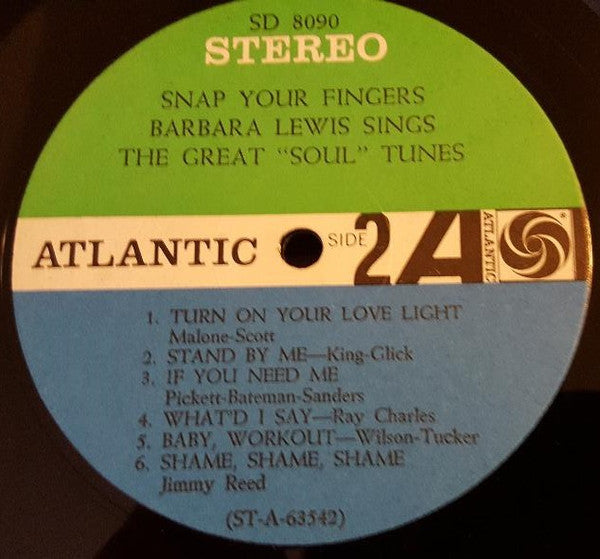 SD 8090
STEREO
SNAP YOUR FINGERS
BARBARA LEWIS SINGS
THE GREAT "SOUL" TUNES
ATLANTIC SIDE 2 A ATLANTIC ®
1. TURN ON YOUR LOVE LIGHT
Malone-Scott
2. STAND BY ME—King-Glick
3. IF YOU NEED ME
Pickett-Bateman-Sanders
4. WHAT'D I SAY—Ray Charles
5. BABY, WORKOUT—Wilson-Tucker
6. SHAME, SHAME, SHAME
Jimmy Reed
(ST-A-63542)